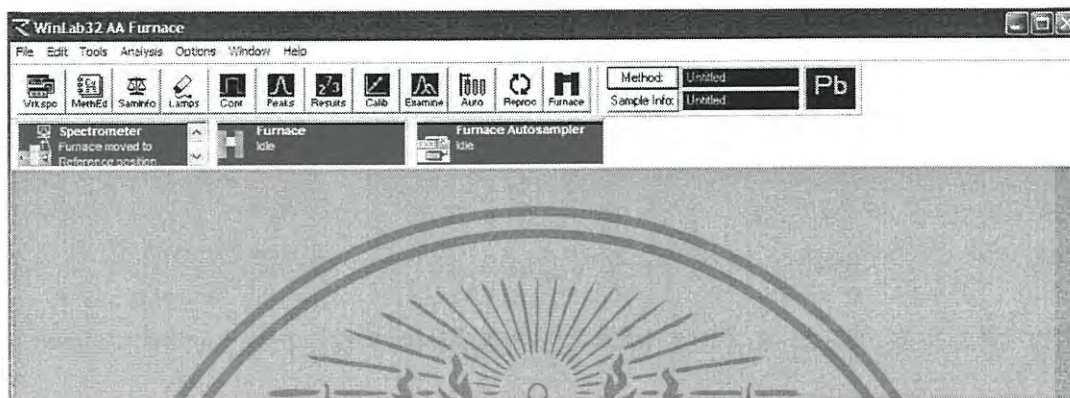 WinLab32 AA Furnace
File Edit Tools Analysis Options Window Help
Wrkspc MethEd SamInfo Lamps Cont Peaks Results Calib Examine Auto Reproc Furnace
Method: Untitled
Sample Info: Untitled
Pb
Spectrometer
Furnace moved to
Reference position
Furnace
Idle
Furnace Autosampler
Idle